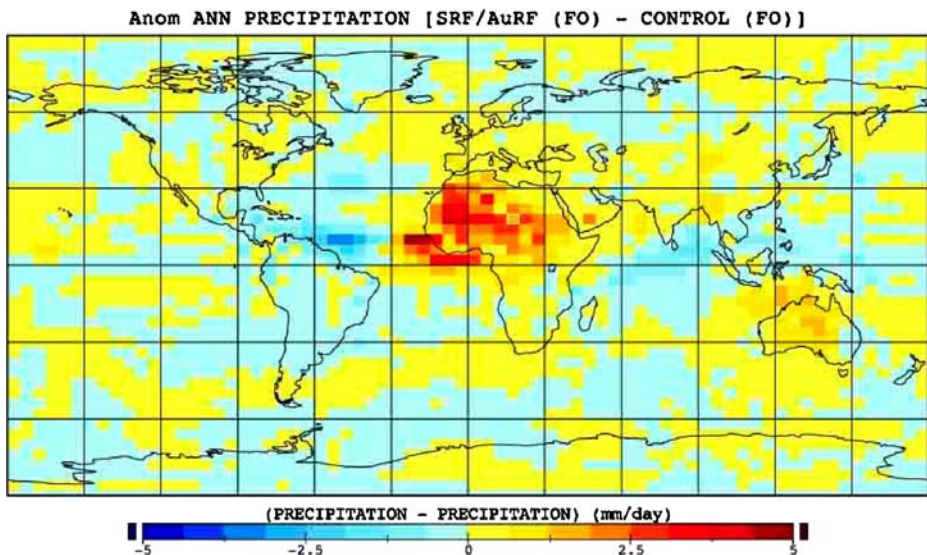 Anom ANN PRECIPITATION [SRF/AuRF (FO) - CONTROL (FO)]
(PRECIPITATION - PRECIPITATION) (mm/day)
-5 -2.5 0 2.5 5